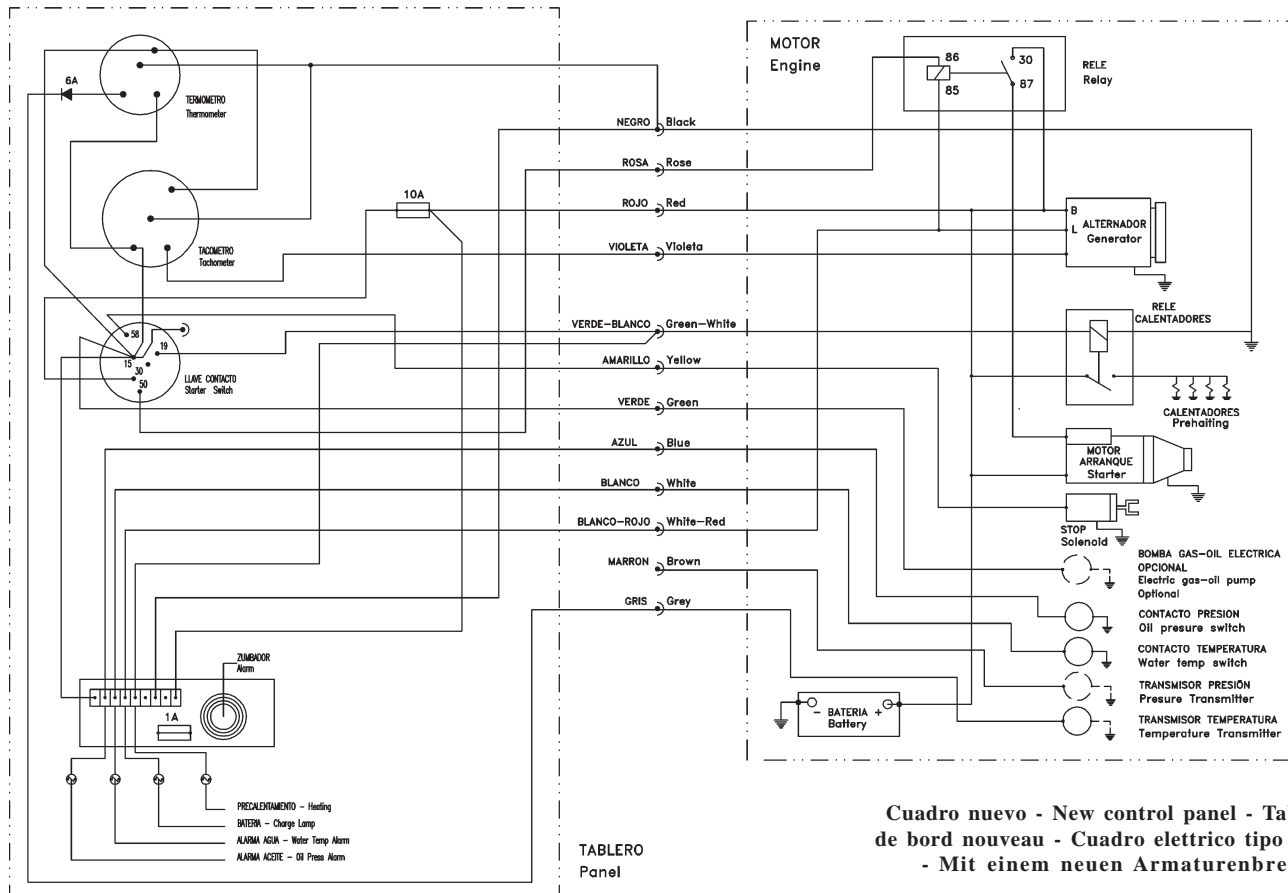 6A
TERMOMETRO
Thermometer
TACOMETRO
Tachometer
10A
58
19
15
30
50
LLAVE CONTACTO
Starter Switch
NEGRO Black
ROSA Rose
ROJO Red
VIOLETA Violeta
VERDE-BLANCO Green-White
AMARILLO Yellow
VERDE Green
AZUL Blue
BLANCO White
BLANCO-ROJO White-Red
MARRON Brown
GRIS Grey
ZUMBADOR
Alarm
1A
PRECALENTAMIENTO - Heating
BATERIA - Charge Lamp
ALARMA AGUA - Water Temp Alarm
ALARMA ACEITE - Oil Press Alarm
TABLERO
Panel
MOTOR
Engine
86
85
30
87
RELE
Relay
B
L
ALTERNADOR
Generator
RELE
CALENTADORES
CALENTADORES
Prehaiting
MOTOR
ARRANQUE
Starter
STOP
Solenoid
BOMBA GAS-OIL ELECTRICA
OPCIONAL
Electric gas-oil pump
Optional
CONTACTO PRESION
Oil presure switch
CONTACTO TEMPERATURA
Water temp switch
TRANSMISOR PRESIÓN
Presure Transmitter
TRANSMISOR TEMPERATURA
Temperature Transmitter
- BATERIA +
Battery
Cuadro nuevo - New control panel - Ta
de bord nouveau - Cuadro elettrico tipo
- Mit einem neuen Armaturenbre